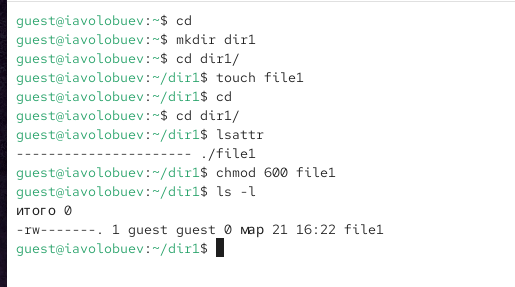 guest@iavolobuev:~$ cd
guest@iavolobuev:~$ mkdir dir1
guest@iavolobuev:~$ cd dir1/
guest@iavolobuev:~/dir1$ touch file1
guest@iavolobuev:~/dir1$ cd
guest@iavolobuev:~$ cd dir1/
guest@iavolobuev:~/dir1$ lsattr
---------------------- ./file1
guest@iavolobuev:~/dir1$ chmod 600 file1
guest@iavolobuev:~/dir1$ ls -l
итого 0
-rw-------. 1 guest guest 0 мар 21 16:22 file1
guest@iavolobuev:~/dir1$